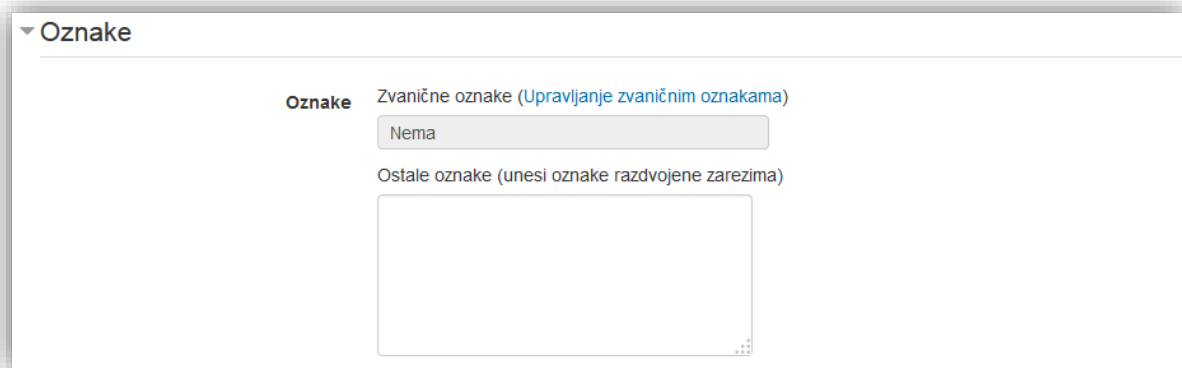 Oznake
Oznake
Zvanične oznake (Upravljanje zvaničnim oznakama)
Nema
Ostale oznake (unesi oznake razdvojene zarezima)